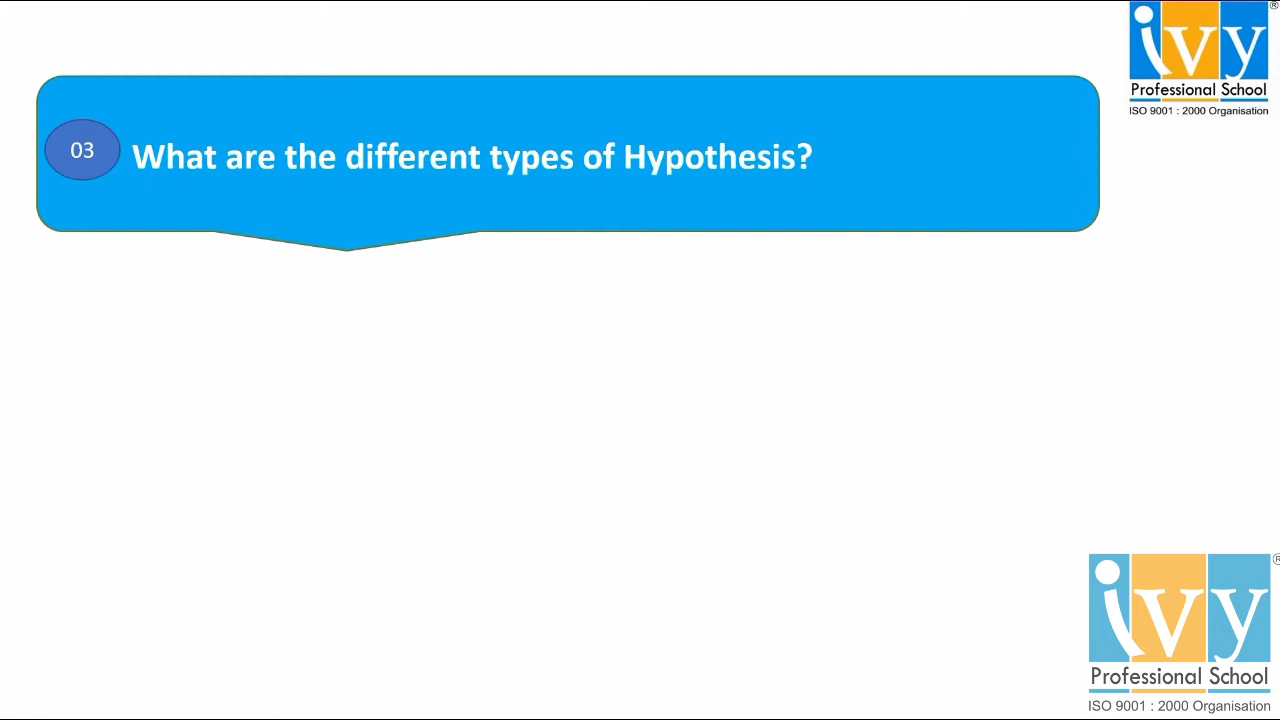 ivy
®
Professional School
ISO 9001 : 2000 Organisation
03
What are the different types of Hypothesis?
ivy
®
Professional School
ISO 9001 : 2000 Organisation